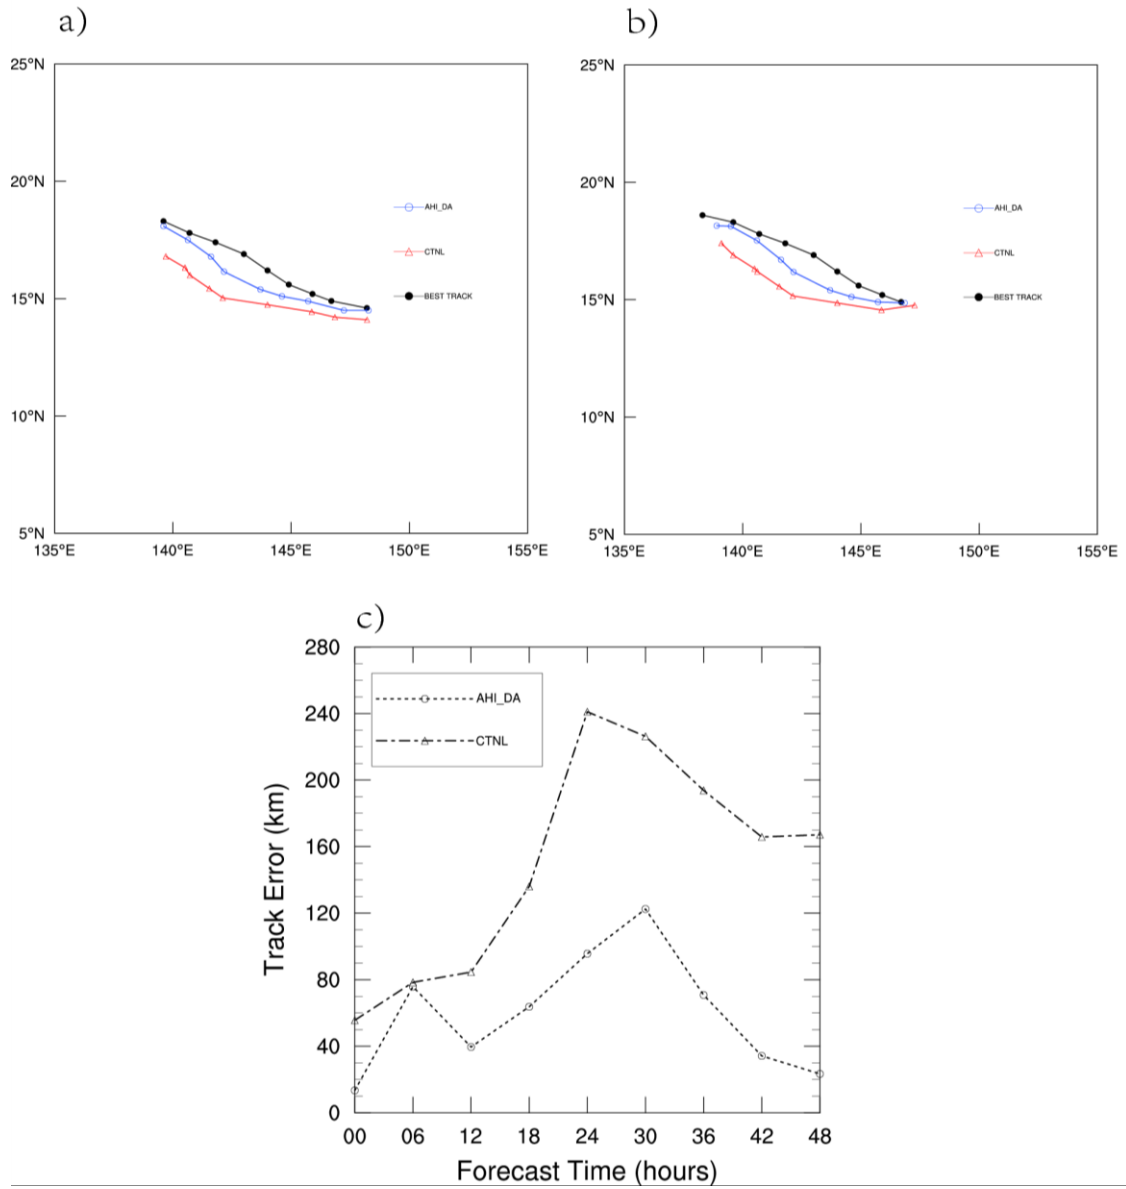 a)
25°N
20°N
15°N
10°N
5°N
135°E
140°E
145°E
150°E
155°E
AHI_DA
CTNL
BEST TRACK
b)
25°N
20°N
15°N
10°N
5°N
135°E
140°E
145°E
150°E
155°E
AHI_DA
CTNL
BEST TRACK
c)
280
240
200
160
120
80
40
0
Track Error (km)
AHI_DA
CTNL
00 06 12 18 24 30 36 42 48
Forecast Time (hours)